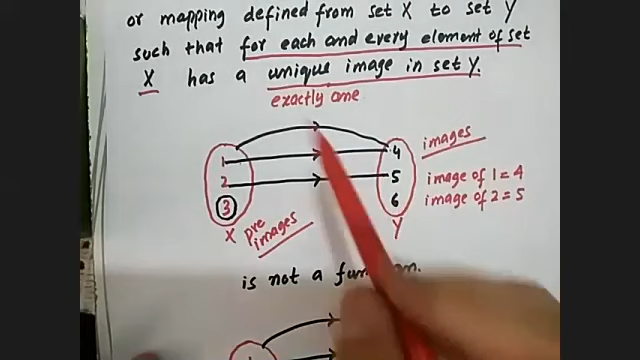 or mapping defined from set X to set Y
such that for each and every element of set
X has a unique image in set Y.
exactly one
images
1 4
2 5
3 6
image of 1 = 4
image of 2 = 5
X pre images Y
is not a function.